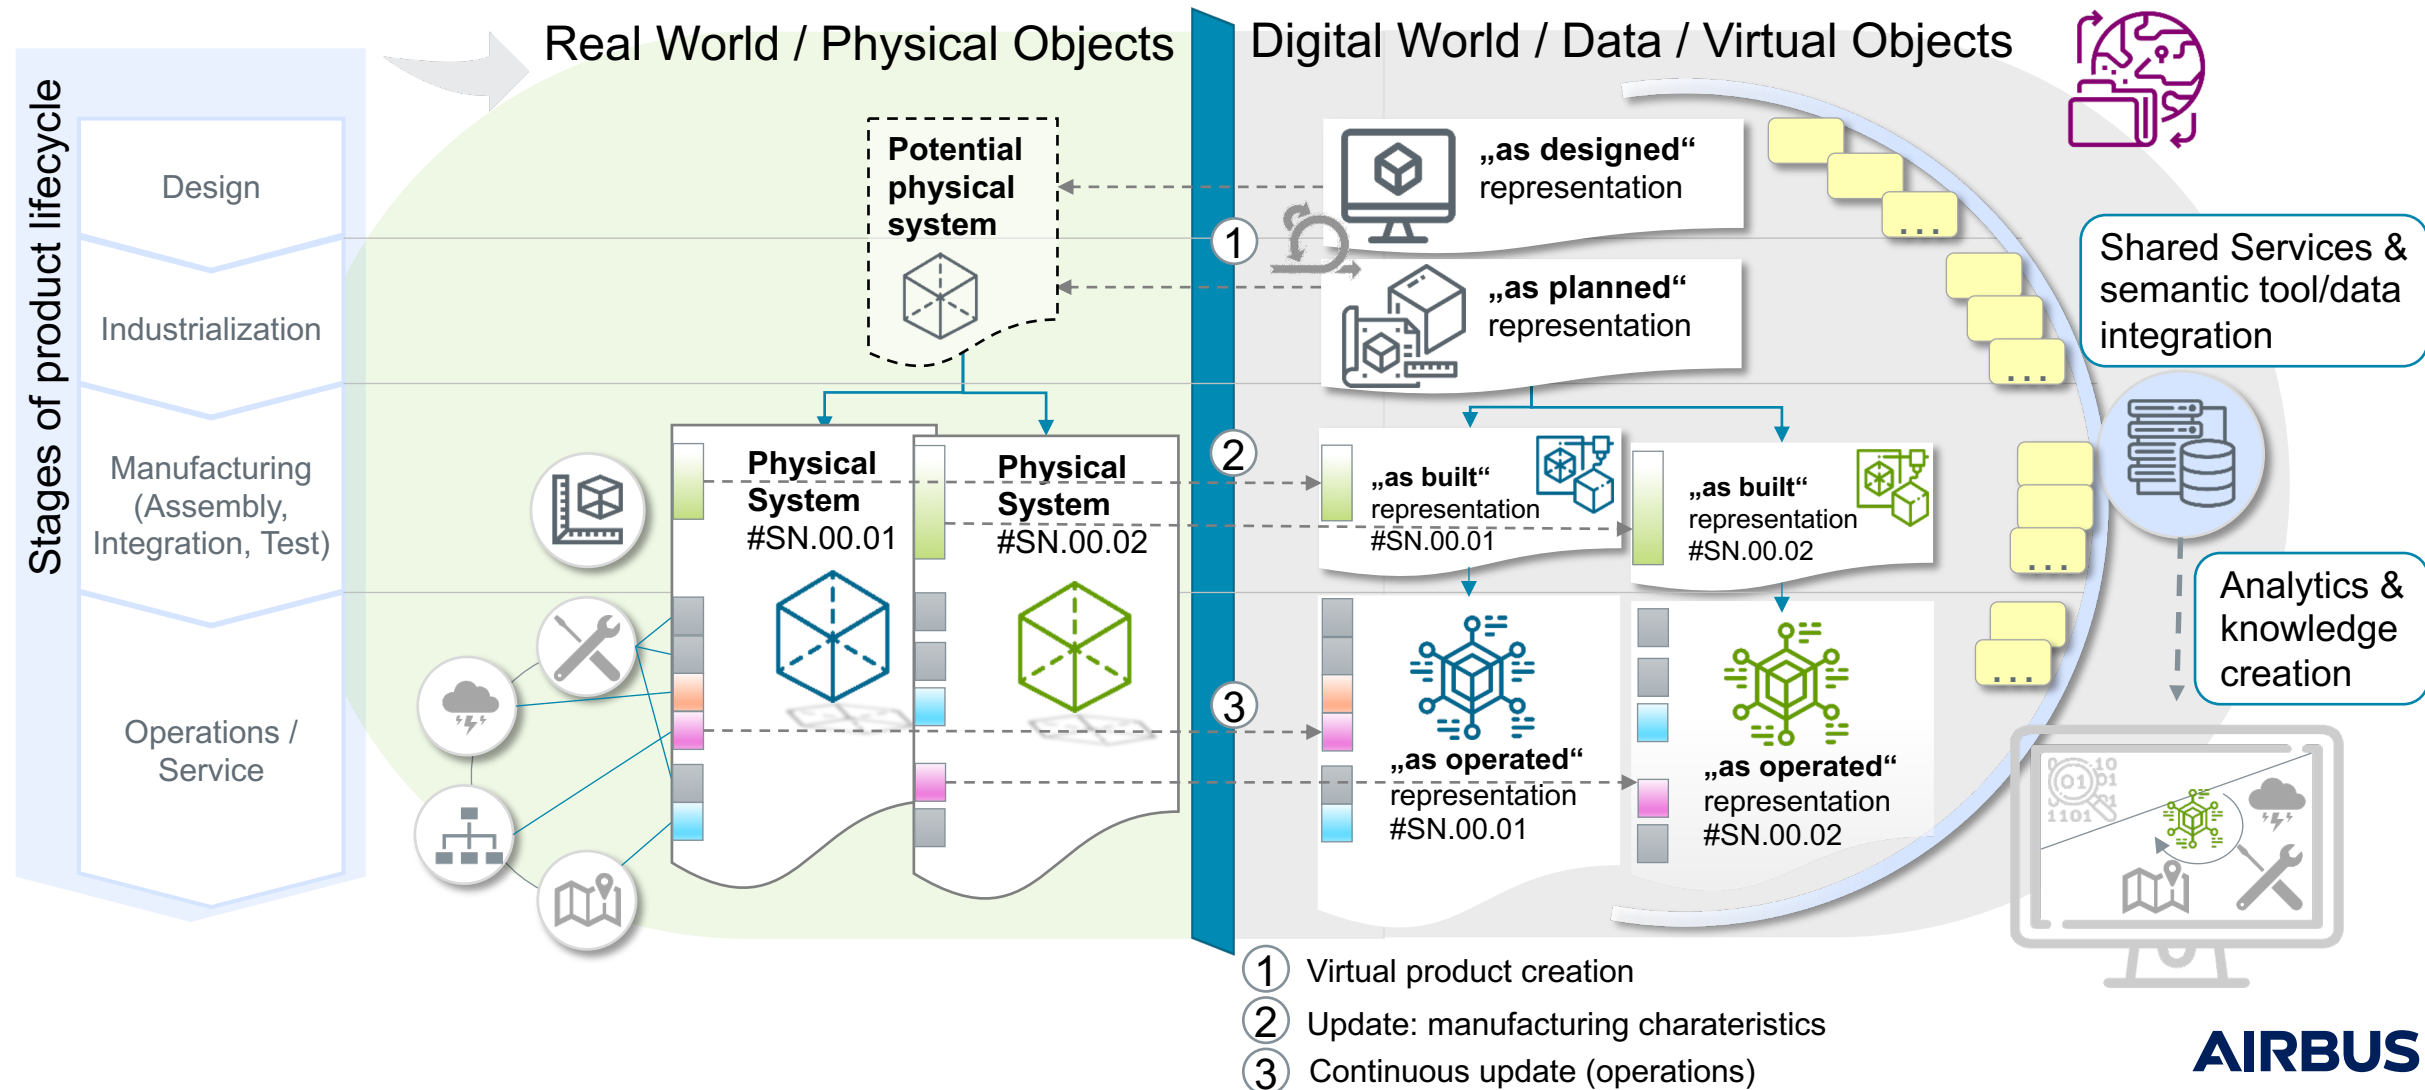 Real World / Physical Objects
Digital World / Data / Virtual Objects
Stages of product lifecycle
Design
Industrialization
Manufacturing
(Assembly,
Integration, Test)
Operations /
Service
Potential
physical
system
Physical
System
#SN.00.01
Physical
System
#SN.00.02
1
2
3
„as designed“
representation
„as planned“
representation
„as built“
representation
#SN.00.01
„as built“
representation
#SN.00.02
„as operated“
representation
#SN.00.01
„as operated“
representation
#SN.00.02
...
...
...
...
Shared Services &
semantic tool/data
integration
Analytics &
knowledge
creation
1 Virtual product creation
2 Update: manufacturing charateristics
3 Continuous update (operations)
AIRBUS